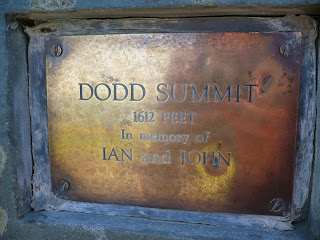 DODD SUMMIT
1612 FEET
In memory of
IAN and JOHN